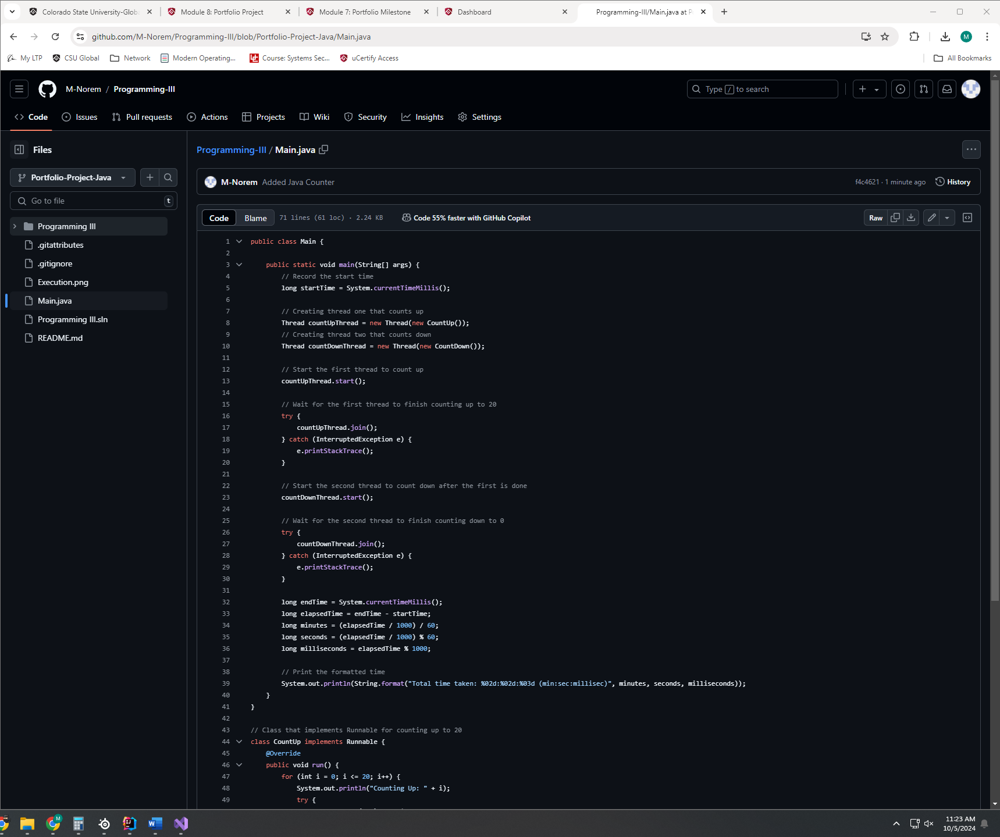 Colorado State University-Globa
Module 8: Portfolio Project
Module 7: Portfolio Milestone
Dashboard
Programming-III/Main.java at P
github.com/M-Norem/Programming-III/blob/Portfolio-Project-Java/Main.java
M
My LTP
CSU Global
Network
Modern Operating...
Course: Systems Sec...
uCertify Access
All Bookmarks
M-Norem / Programming-III
Type / to search
Code
Issues
Pull requests
Actions
Projects
Wiki
Security
Insights
Settings
Files
Portfolio-Project-Java
Go to file
t
Programming III
.gitattributes
.gitignore
Execution.png
Main.java
Programming III.sln
README.md
Programming-III / Main.java
M-Norem Added Java Counter
f4c4621 · 1 minute ago
History
Code
Blame
71 lines (61 loc) · 2.24 KB
Code 55% faster with GitHub Copilot
Raw
1 public class Main {
2
3 public static void main(String[] args) {
4 // Record the start time
5 long startTime = System.currentTimeMillis();
6
7 // Creating thread one that counts up
8 Thread countUpThread = new Thread(new CountUp());
9 // Creating thread two that counts down
10 Thread countDownThread = new Thread(new CountDown());
11
12 // Start the first thread to count up
13 countUpThread.start();
14
15 // Wait for the first thread to finish counting up to 20
16 try {
17 countUpThread.join();
18 } catch (InterruptedException e) {
19 e.printStackTrace();
20 }
21
22 // Start the second thread to count down after the first is done
23 countDownThread.start();
24
25 // Wait for the second thread to finish counting down to 0
26 try {
27 countDownThread.join();
28 } catch (InterruptedException e) {
29 e.printStackTrace();
30 }
31
32 long endTime = System.currentTimeMillis();
33 long elapsedTime = endTime - startTime;
34 long minutes = (elapsedTime / 1000) / 60;
35 long seconds = (elapsedTime / 1000) % 60;
36 long milliseconds = elapsedTime % 1000;
37
38 // Print the formatted time
39 System.out.println(String.format("Total time taken: %02d:%02d:%03d (min:sec:millisec)", minutes, seconds, milliseconds));
40 }
41 }
42
43 // Class that implements Runnable for counting up to 20
44 class CountUp implements Runnable {
45 @Override
46 public void run() {
47 for (int i = 0; i <= 20; i++) {
48 System.out.println("Counting Up: " + i);
49 try {
11:23 AM
10/5/2024